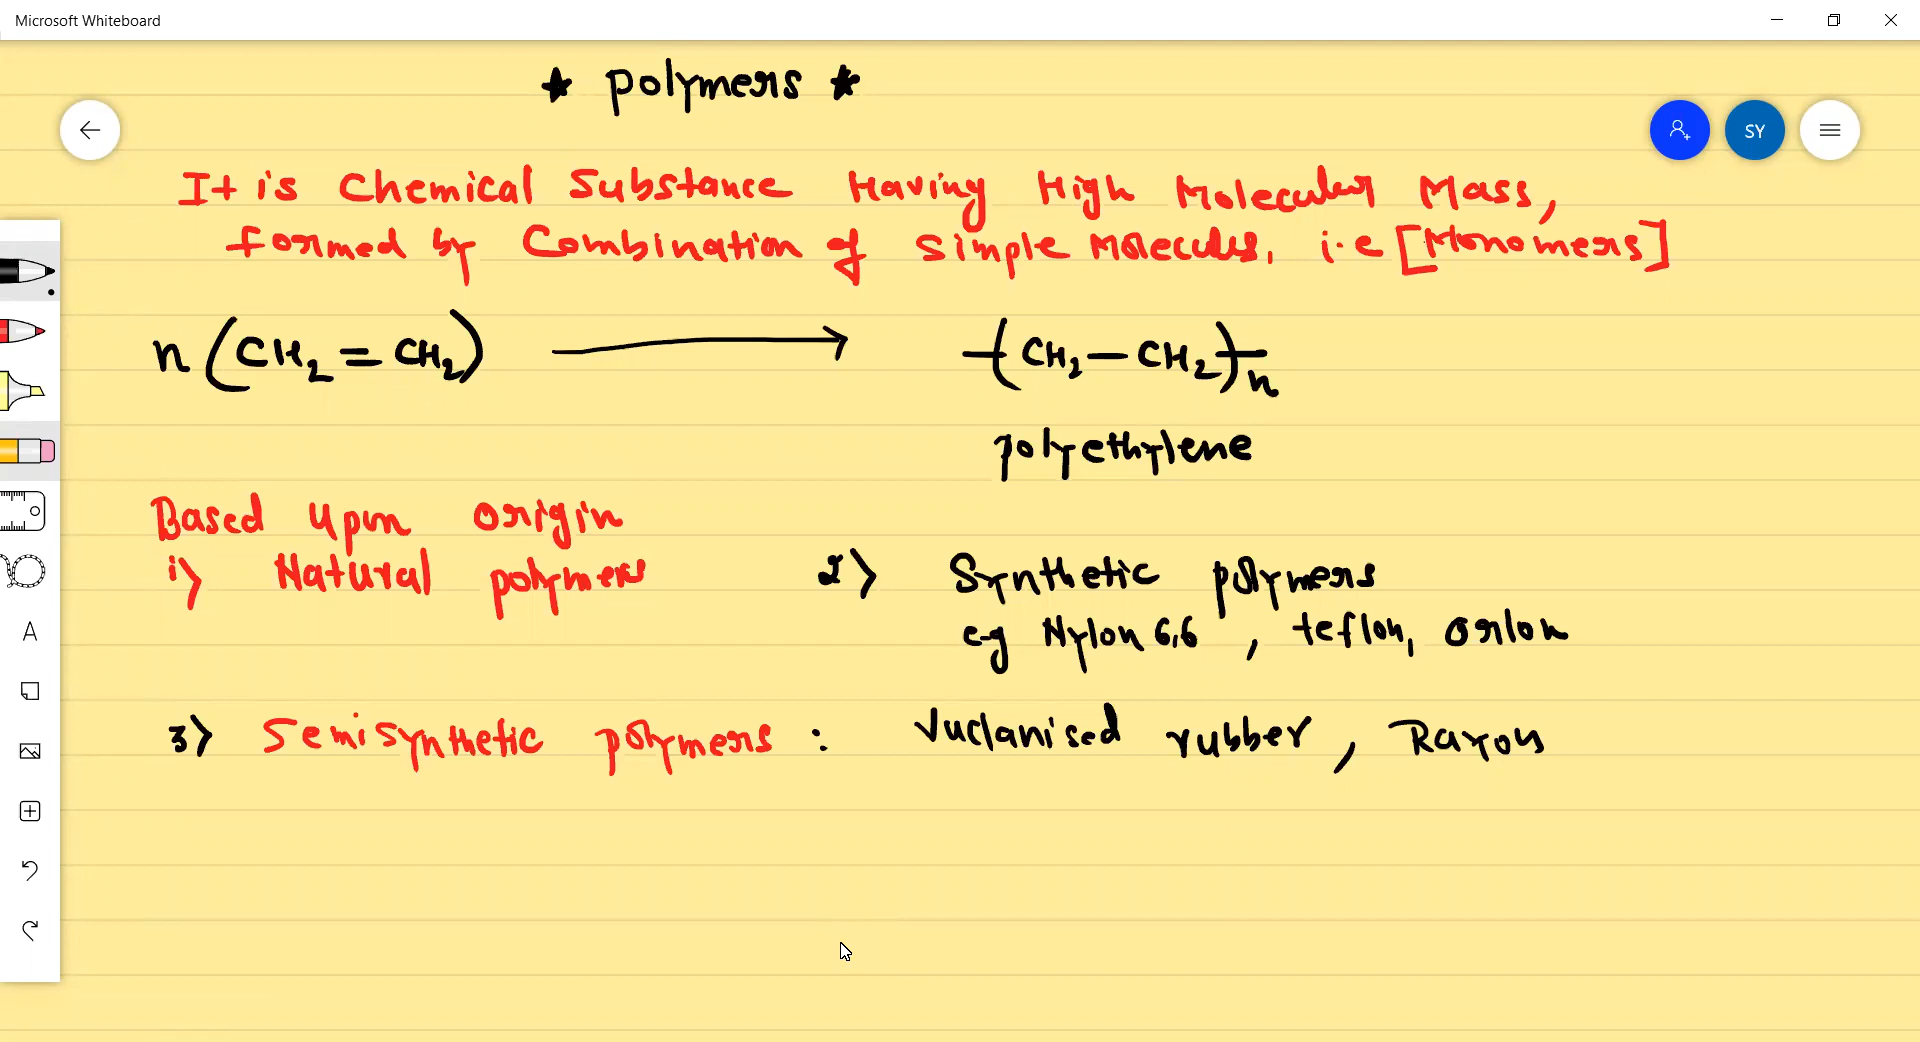 Microsoft Whiteboard
★ polymers ★
SY
It is Chemical Substance Having High Molecular Mass,
formed by Combination of simple Molecules, i.e [Monomers]
n(CH₂=CH₂) ⟶ -(CH₂-CH₂)-n
polyethylene
Based upon origin
1> Natural polymers 2> Synthetic polymers
e.g Nylon 6,6 , teflon, orlon
3> Semisynthetic polymers : Vuclanised rubber, Rayon
A